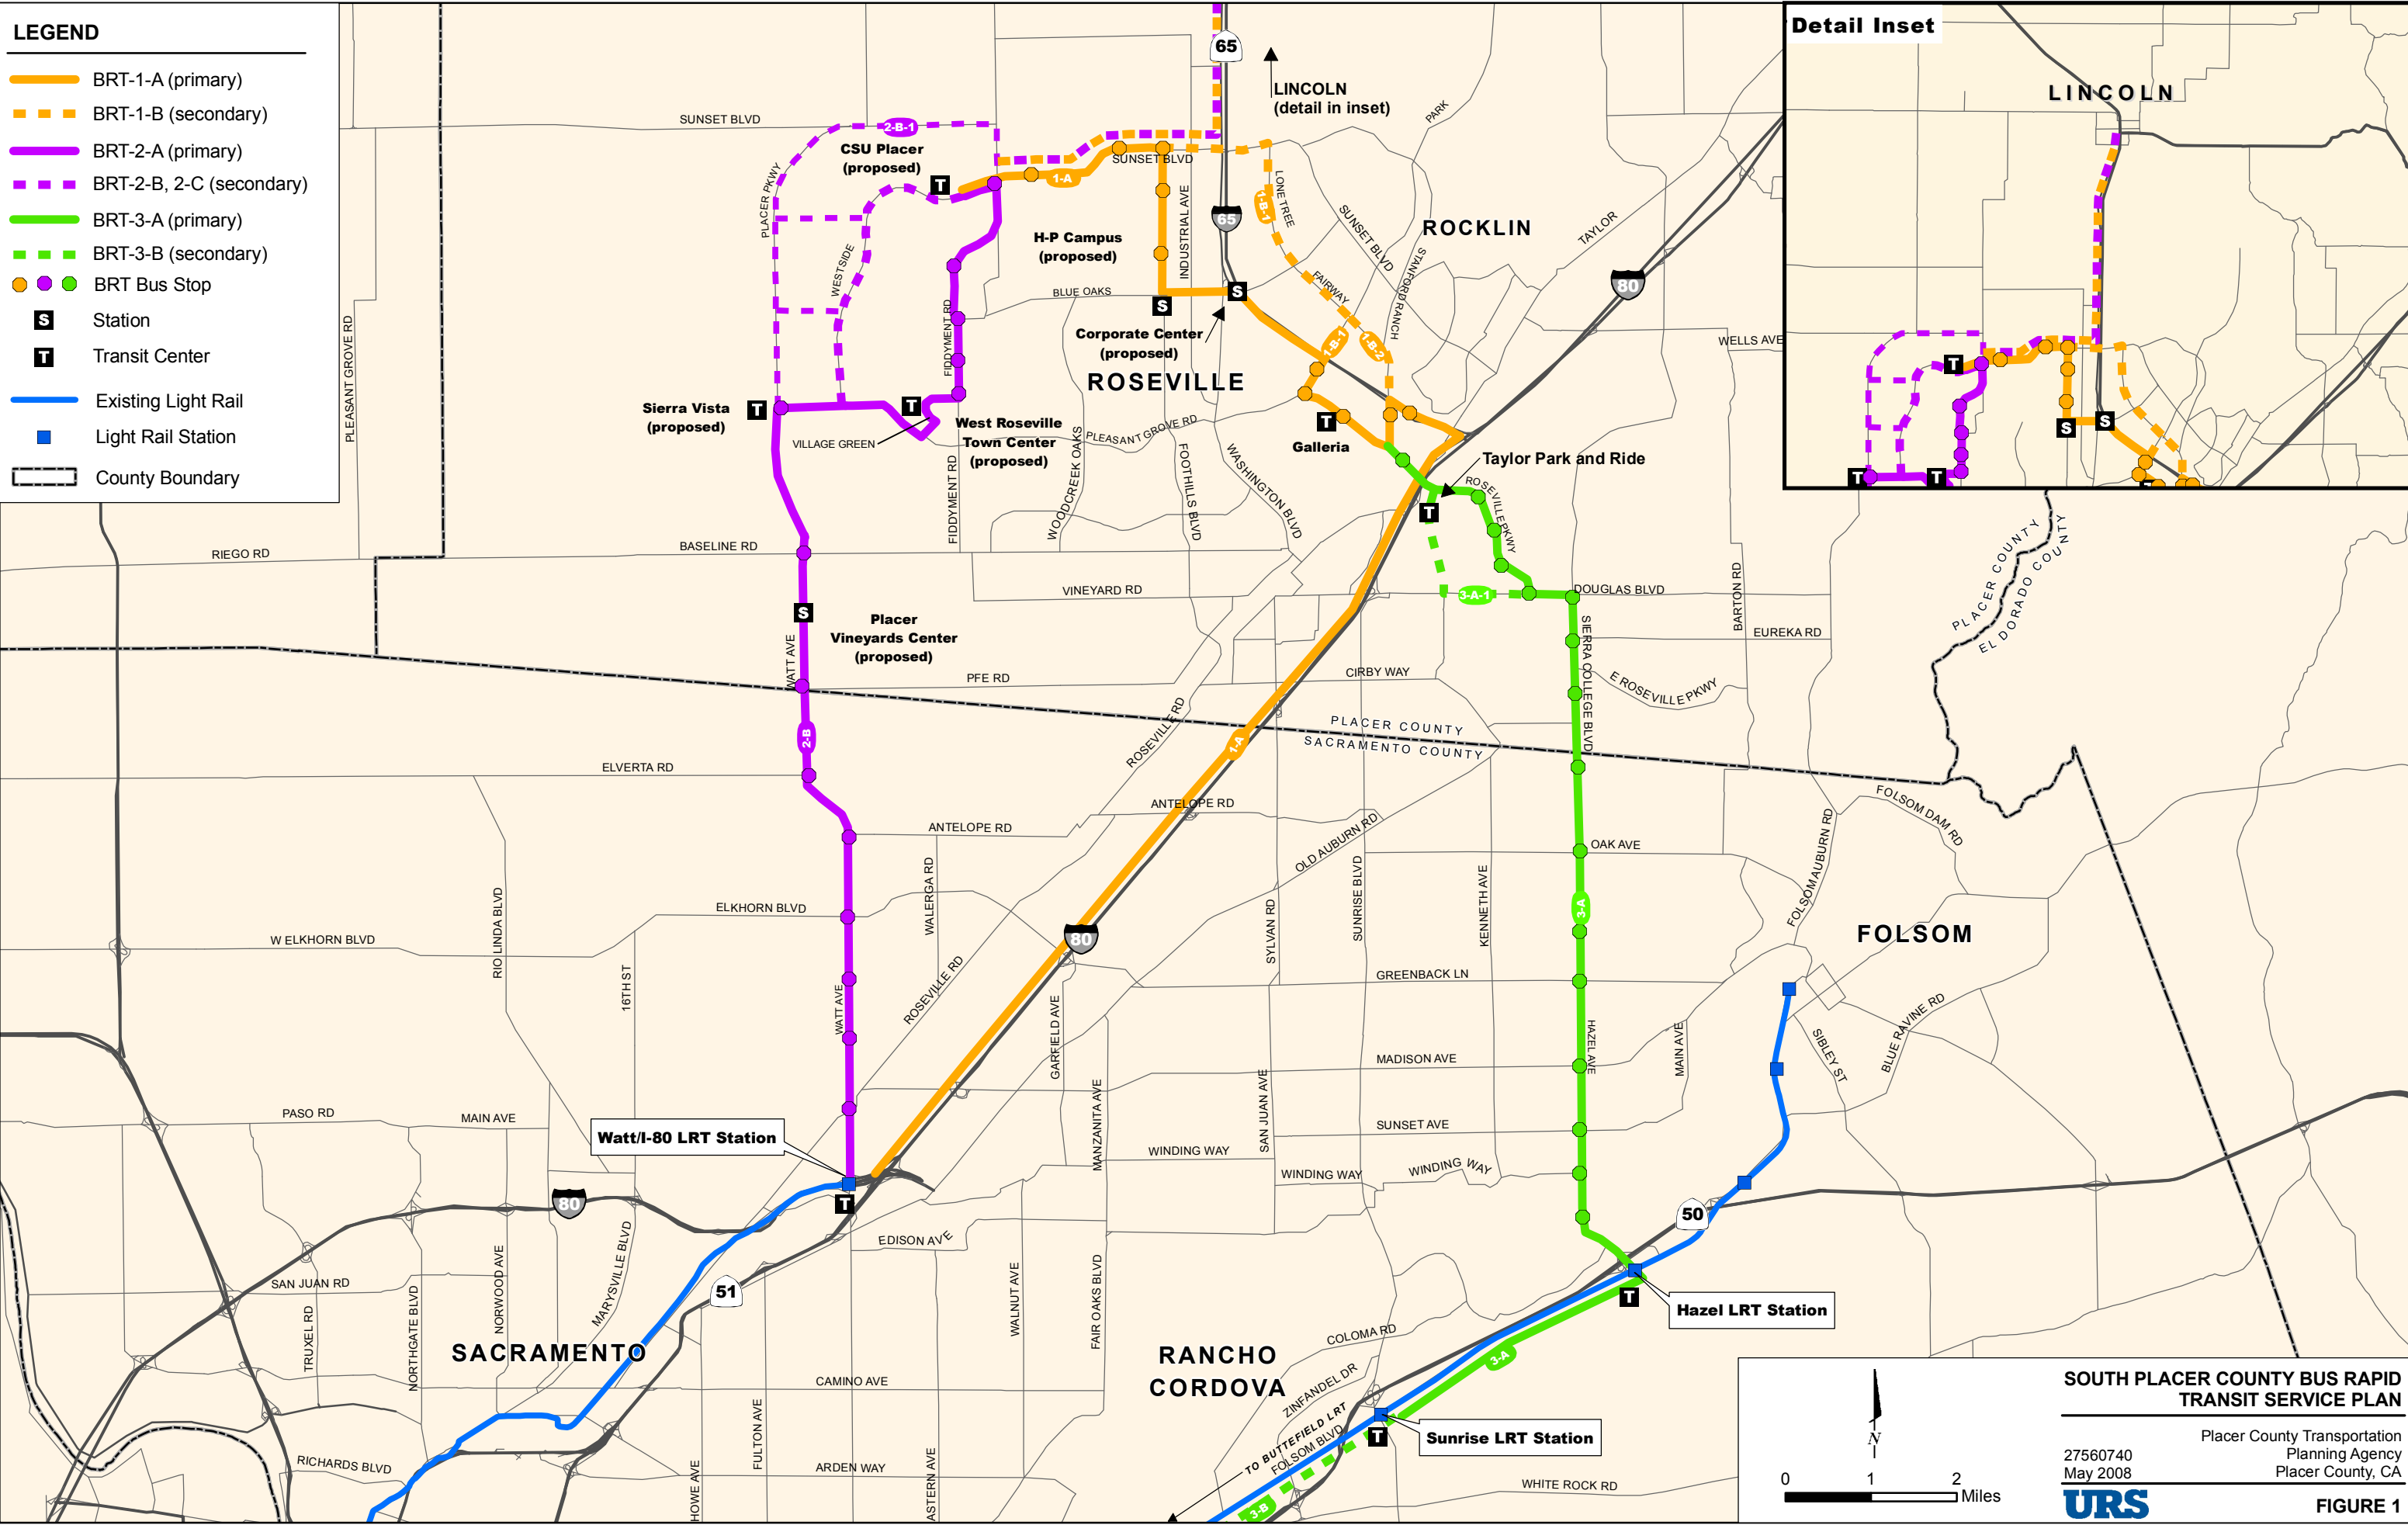 LEGEND
BRT-1-A (primary)
BRT-1-B (secondary)
BRT-2-A (primary)
BRT-2-B, 2-C (secondary)
BRT-3-A (primary)
BRT-3-B (secondary)
BRT Bus Stop
S Station
T Transit Center
Existing Light Rail
Light Rail Station
County Boundary
65
LINCOLN
(detail in inset)
Detail Inset
LINCOLN
T
S
S
T
T
SUNSET BLVD
2-B-1
CSU Placer
(proposed)
T
PLACER PKWY
WESTSIDE
1-A
SUNSET BLVD
INDUSTRIAL AVE
65
1-B-1
LONE TREE
PARK
SUNSET BLVD
STANFORD RANCH
ROCKLIN
TAYLOR
80
H-P Campus
(proposed)
BLUE OAKS
S
S
FAIRWAY
1-B-1
1-B-2
Corporate Center
(proposed)
ROSEVILLE
WELLS AVE
PLEASANT GROVE RD
FIDDYMENT RD
Sierra Vista
(proposed)
T
T
VILLAGE GREEN
West Roseville
Town Center
(proposed)
PLEASANT GROVE RD
T
Galleria
WOODCREEK OAKS
FOOTHILLS BLVD
WASHINGTON BLVD
FIDDYMENT RD
Taylor Park and Ride
T
ROSEVILLE PKWY
RIEGO RD
BASELINE RD
VINEYARD RD
3-A-1
DOUGLAS BLVD
BARTON RD
EUREKA RD
PLACER COUNTY
EL DORADO COUNTY
S
Placer
Vineyards Center
(proposed)
WATT AVE
PFE RD
CIRBY WAY
SIERRA COLLEGE BLVD
E ROSEVILLE PKWY
PLACER COUNTY
SACRAMENTO COUNTY
2-B
1-A
ROSEVILLE RD
ELVERTA RD
ANTELOPE RD
ANTELOPE RD
OLD AUBURN RD
OAK AVE
FOLSOM DAM RD
FOLSOM AUBURN RD
WALERGA RD
SUNRISE BLVD
KENNETH AVE
3-A
ELKHORN BLVD
W ELKHORN BLVD
RIO LINDA BLVD
16TH ST
80
SYLVAN RD
FOLSOM
GREENBACK LN
WATT AVE
ROSEVILLE RD
GARFIELD AVE
HAZEL AVE
MAIN AVE
SIBLEY ST
BLUE RAVINE RD
MADISON AVE
PASO RD
MAIN AVE
MANZANITA AVE
SAN JUAN AVE
SUNSET AVE
Watt/I-80 LRT Station
T
WINDING WAY
WINDING WAY
WINDING WAY
80
50
MARYSVILLE BLVD
EDISON AVE
SAN JUAN RD
51
NORWOOD AVE
TRUXEL RD
NORTHGATE BLVD
WALNUT AVE
FAIR OAKS BLVD
Hazel LRT Station
T
SACRAMENTO
RANCHO
CORDOVA
COLOMA RD
3-A
ZINFANDEL DR
CAMINO AVE
TO BUTTEFIELD LRT
FOLSOM BLVD
Sunrise LRT Station
T
RICHARDS BLVD
FULTON AVE
HOWE AVE
ARDEN WAY
ASTERN AVE
WHITE ROCK RD
3-B
N
0 1 2
Miles
SOUTH PLACER COUNTY BUS RAPID
TRANSIT SERVICE PLAN
Placer County Transportation
27560740 Planning Agency
May 2008 Placer County, CA
URS
FIGURE 1